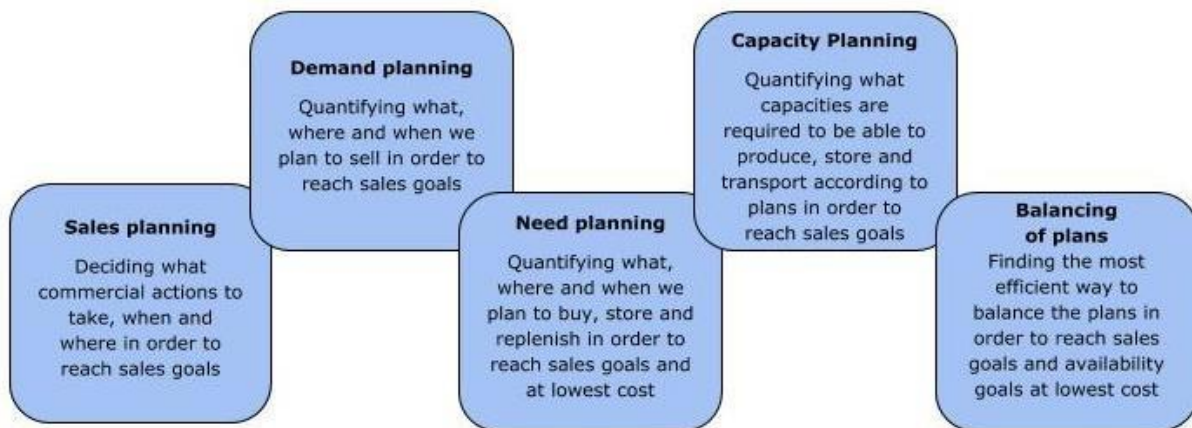 Sales planning
Deciding what
commercial actions to
take, when and
where in order to
reach sales goals
Demand planning
Quantifying what,
where and when we
plan to sell in order to
reach sales goals
Need planning
Quantifying what,
where and when we
plan to buy, store and
replenish in order to
reach sales goals and
at lowest cost
Capacity Planning
Quantifying what
capacities are
required to be able to
produce, store and
transport according to
plans in order to
reach sales goals
Balancing
of plans
Finding the most
efficient way to
balance the plans in
order to reach sales
goals and availability
goals at lowest cost